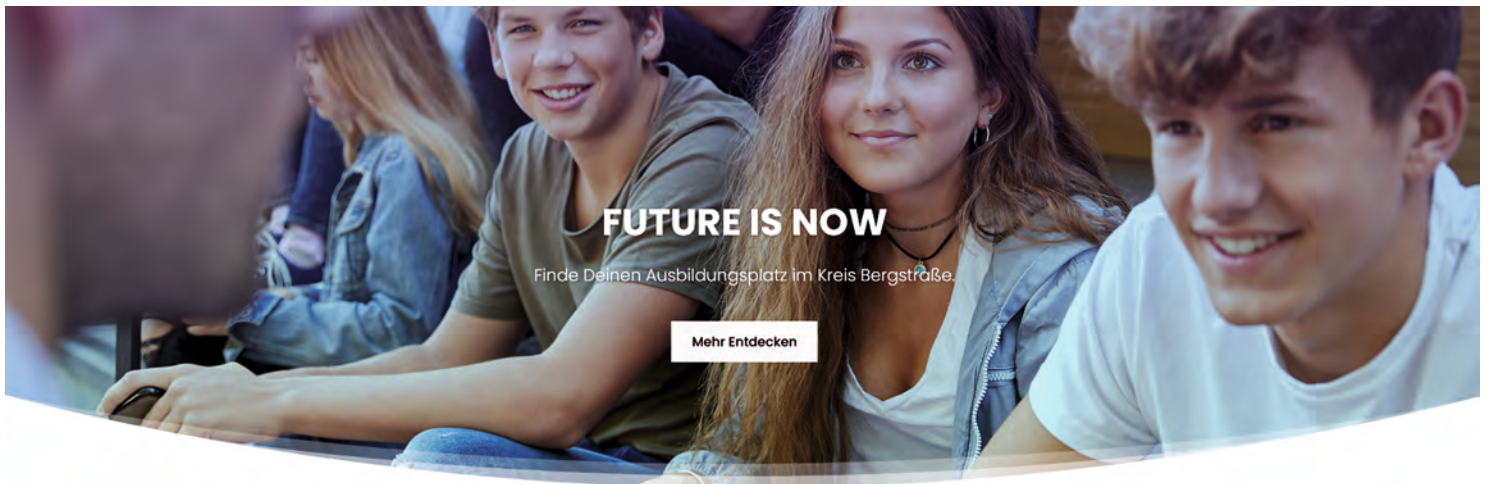 FUTURE IS NOW
Finde Deinen Ausbildungsplatz im Kreis Bergstraße.
Mehr Entdecken